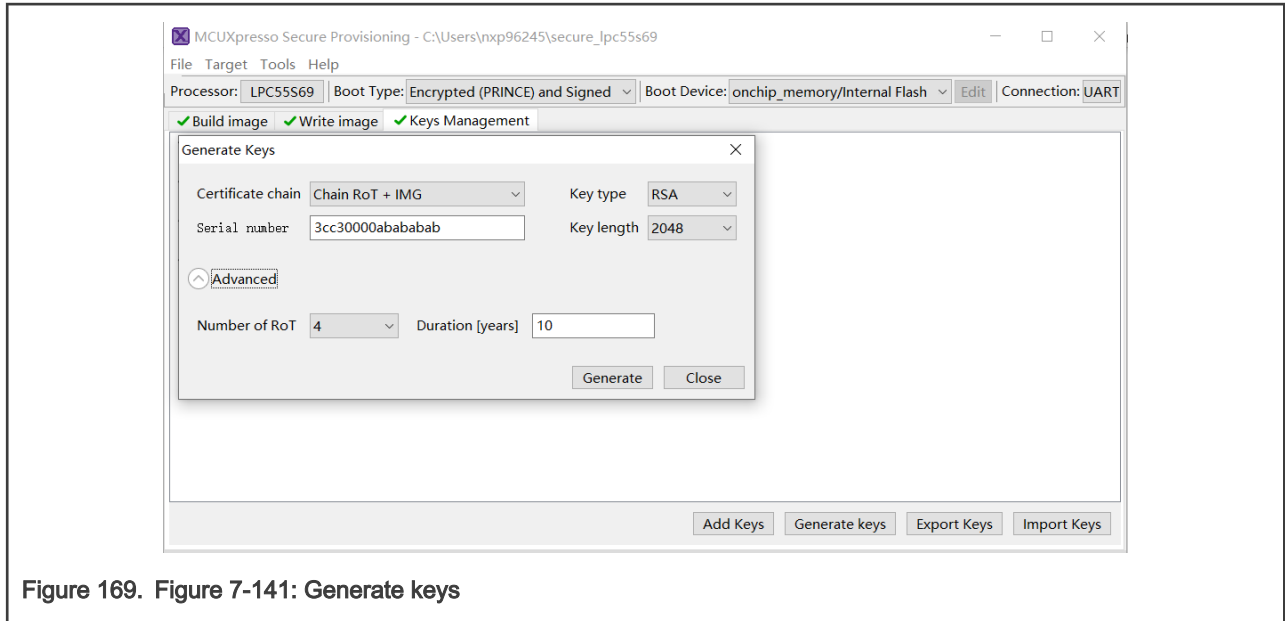 MCUXpresso Secure Provisioning - C:\Users\nxp96245\secure_lpc55s69
File Target Tools Help
Processor: LPC55S69 Boot Type: Encrypted (PRINCE) and Signed Boot Device: onchip_memory/Internal Flash Edit Connection: UART
Build image Write image Keys Management
Generate Keys
Certificate chain Chain RoT + IMG Key type RSA
Serial number 3cc30000abababab Key length 2048
Advanced
Number of RoT 4 Duration [years] 10
Generate Close
Add Keys Generate keys Export Keys Import Keys
Figure 169. Figure 7-141: Generate keys